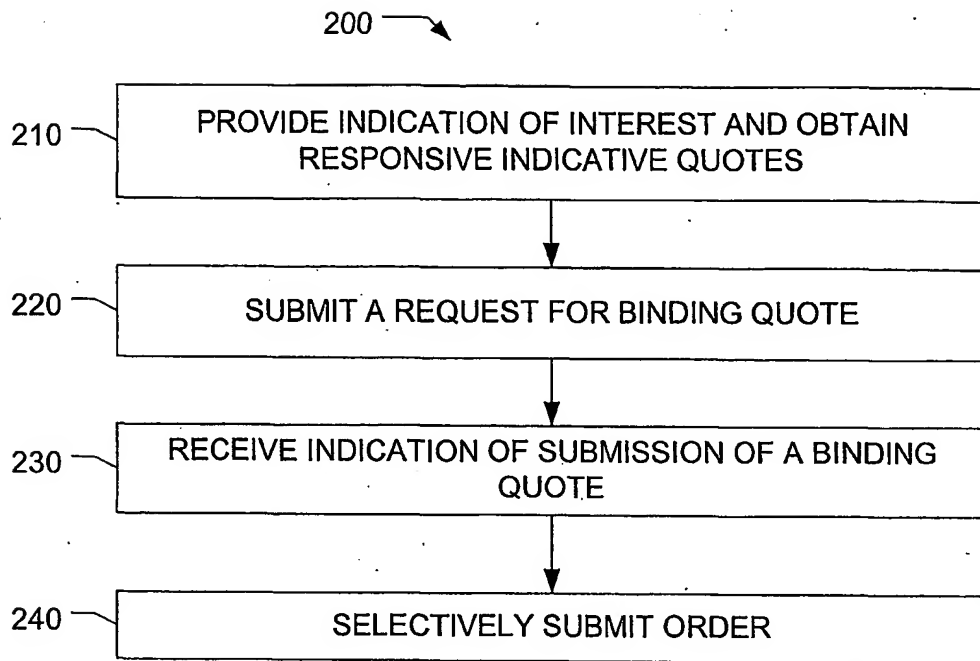 200
210
PROVIDE INDICATION OF INTEREST AND OBTAIN
RESPONSIVE INDICATIVE QUOTES
220
SUBMIT A REQUEST FOR BINDING QUOTE
230
RECEIVE INDICATION OF SUBMISSION OF A BINDING
QUOTE
240
SELECTIVELY SUBMIT ORDER